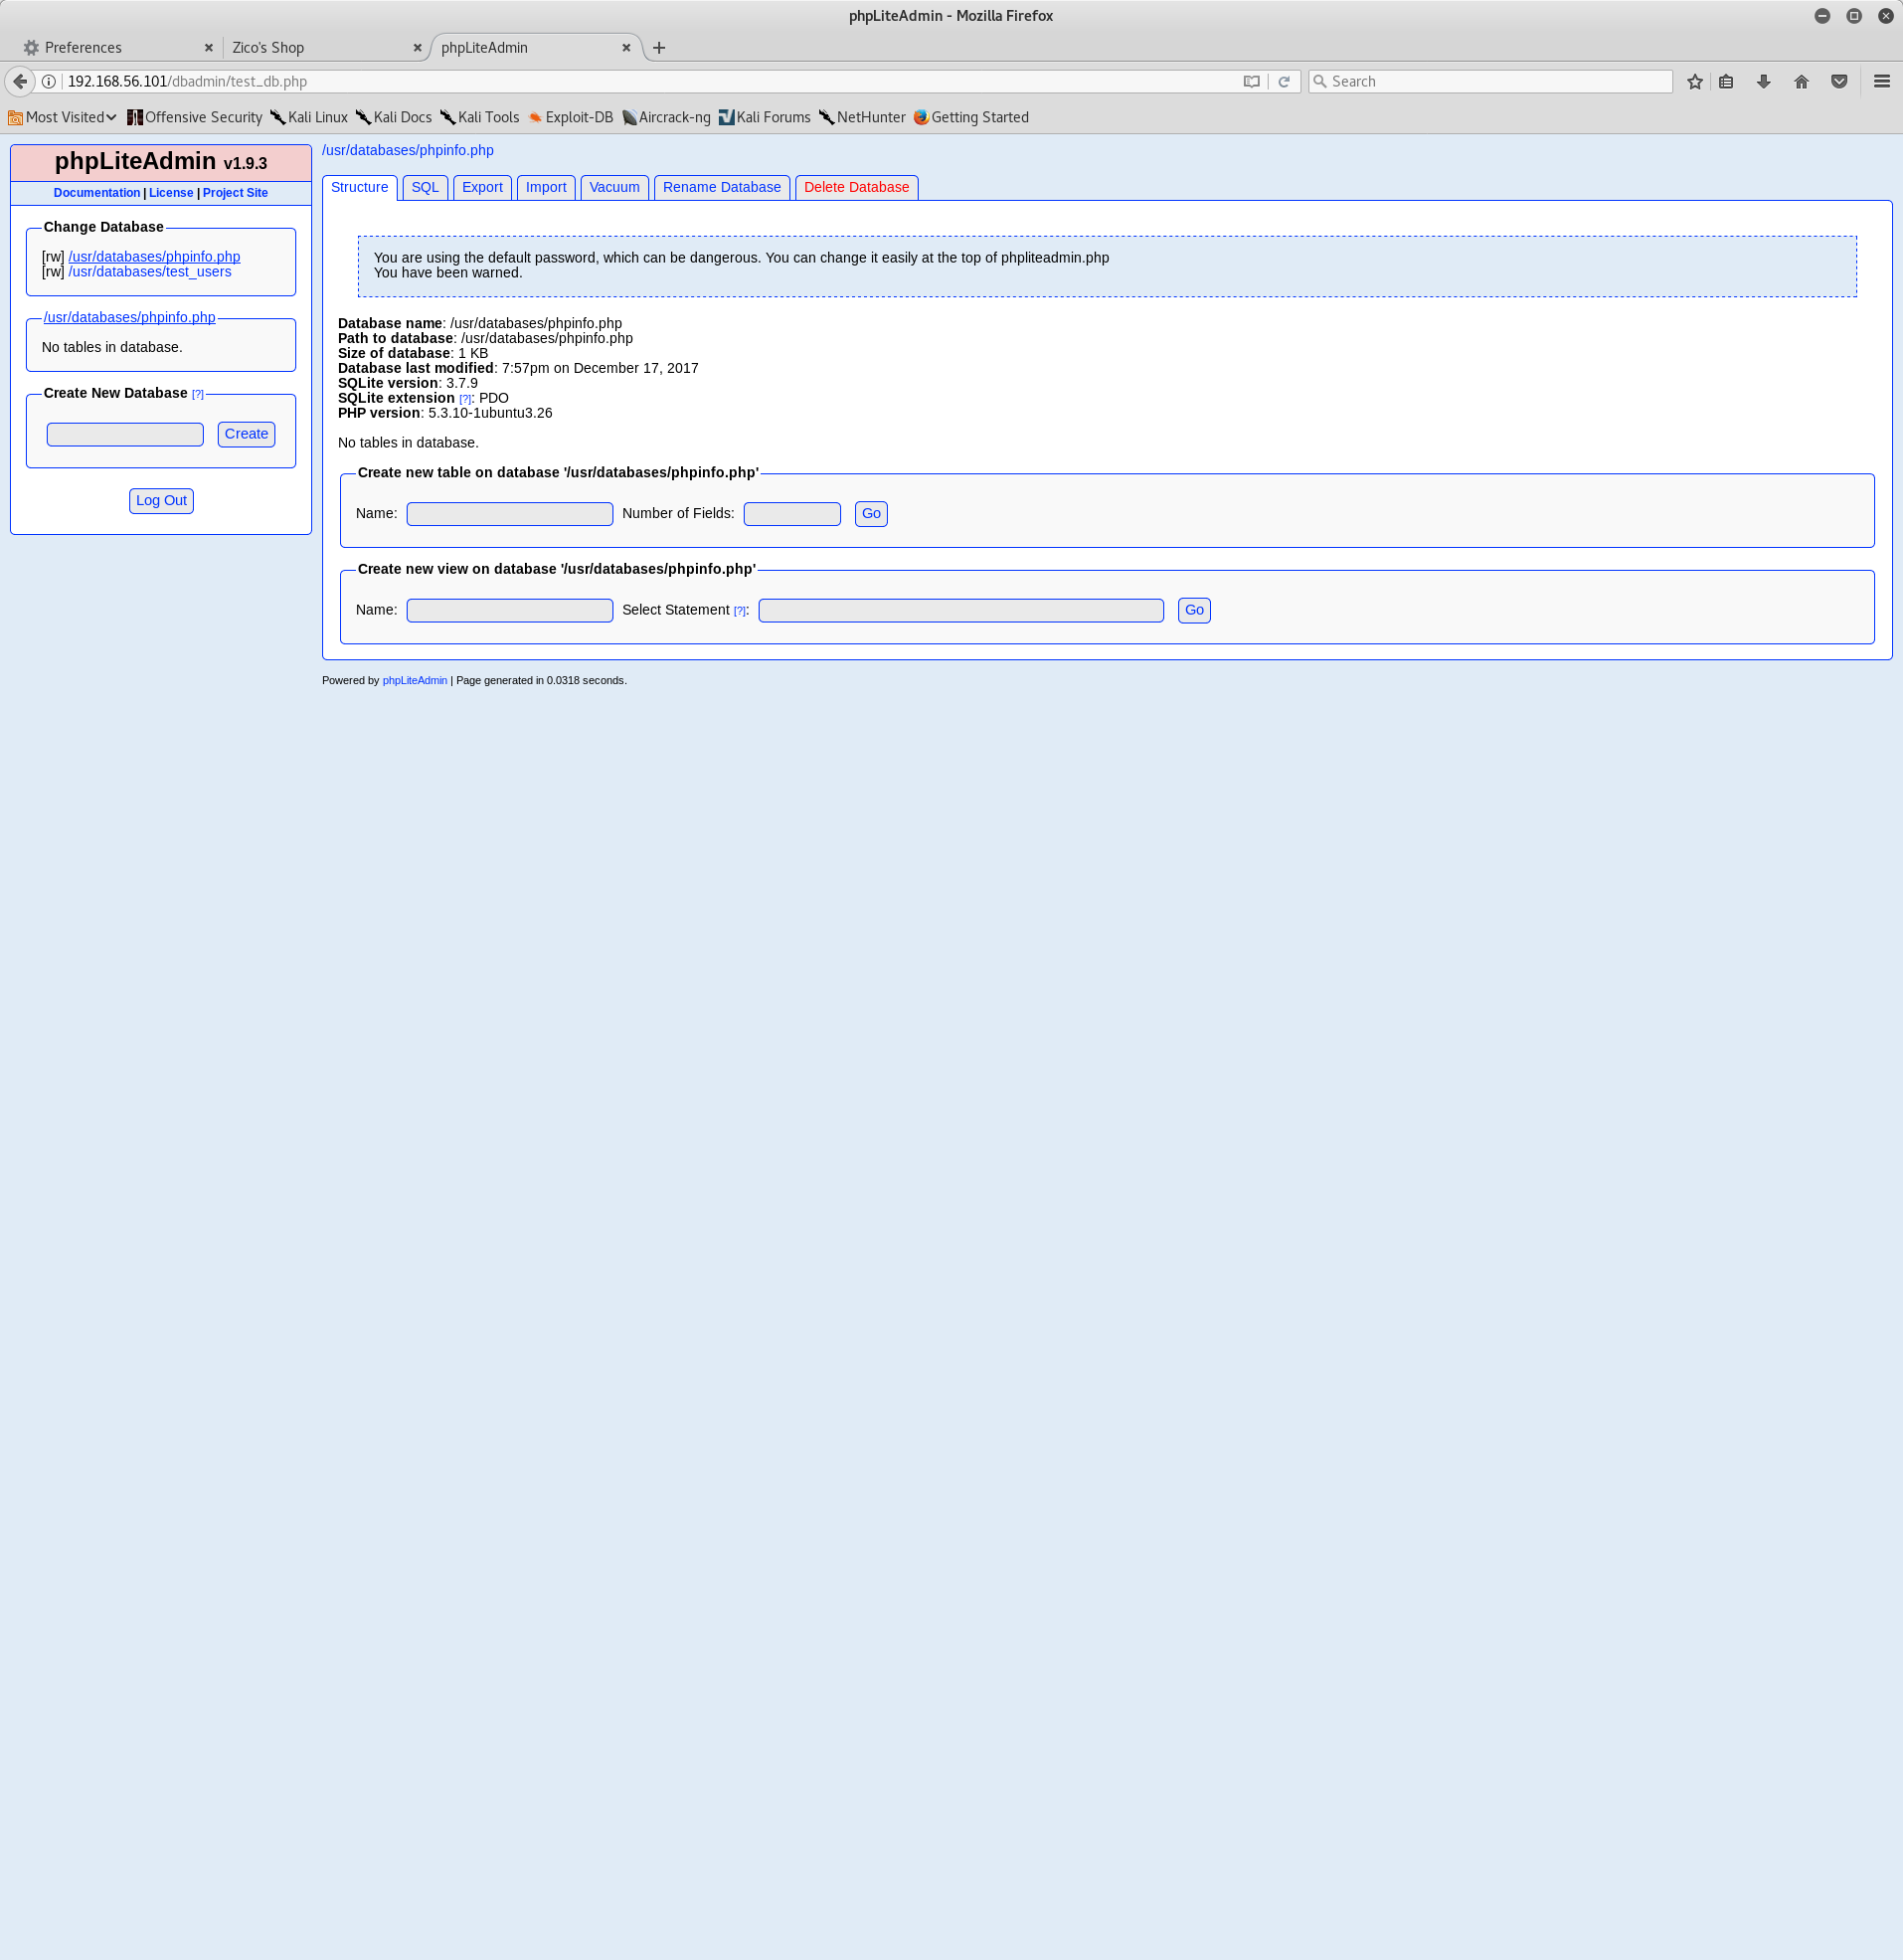 phpLiteAdmin - Mozilla Firefox
Preferences
Zico's Shop
phpLiteAdmin
192.168.56.101/dbadmin/test_db.php
Search
Most Visited
Offensive Security
Kali Linux
Kali Docs
Kali Tools
Exploit-DB
Aircrack-ng
Kali Forums
NetHunter
Getting Started
phpLiteAdmin v1.9.3
Documentation | License | Project Site
Change Database
[rw] /usr/databases/phpinfo.php
[rw] /usr/databases/test_users
/usr/databases/phpinfo.php
No tables in database.
Create New Database [?]
Create
Log Out
/usr/databases/phpinfo.php
Structure
SQL
Export
Import
Vacuum
Rename Database
Delete Database
You are using the default password, which can be dangerous. You can change it easily at the top of phpliteadmin.php
You have been warned.
Database name: /usr/databases/phpinfo.php
Path to database: /usr/databases/phpinfo.php
Size of database: 1 KB
Database last modified: 7:57pm on December 17, 2017
SQLite version: 3.7.9
SQLite extension [?]: PDO
PHP version: 5.3.10-1ubuntu3.26
No tables in database.
Create new table on database '/usr/databases/phpinfo.php'
Name: Number of Fields: Go
Create new view on database '/usr/databases/phpinfo.php'
Name: Select Statement [?]: Go
Powered by phpLiteAdmin | Page generated in 0.0318 seconds.